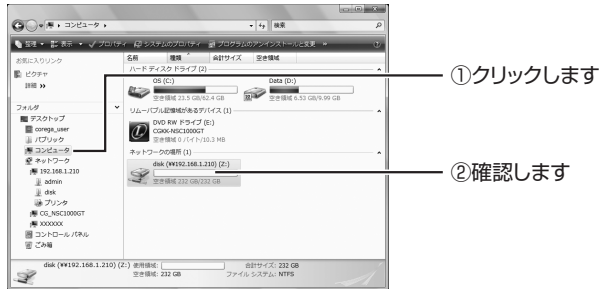 コンピュータ
検索
整理 表示 プロパティ システムのプロパティ プログラムのアンインストールと変更 »
お気に入りリンク
ピクチャ
詳細 »
フォルダ
デスクトップ
corega_user
パブリック
コンピュータ
ネットワーク
192.168.1.210
admin
disk
プリンタ
CG_NSC1000GT
XXXXXX
コントロール パネル
ごみ箱
名前 種類 合計サイズ 空き領域
ハード ディスク ドライブ (2)
OS (C:)
空き領域 23.5 GB/62.4 GB
Data (D:)
空き領域 6.53 GB/9.99 GB
リムーバブル記憶域があるデバイス (1)
DVD RW ドライブ (E:)
CGKK-NSC1000GT
空き領域 0 バイト/10.3 MB
ネットワークの場所 (1)
disk (¥¥192.168.1.210) (Z:)
空き領域 232 GB/232 GB
disk (¥¥192.168.1.210) (Z:) 使用領域: 合計サイズ: 232 GB
空き領域: 232 GB ファイル システム: NTFS
①クリックします
②確認します